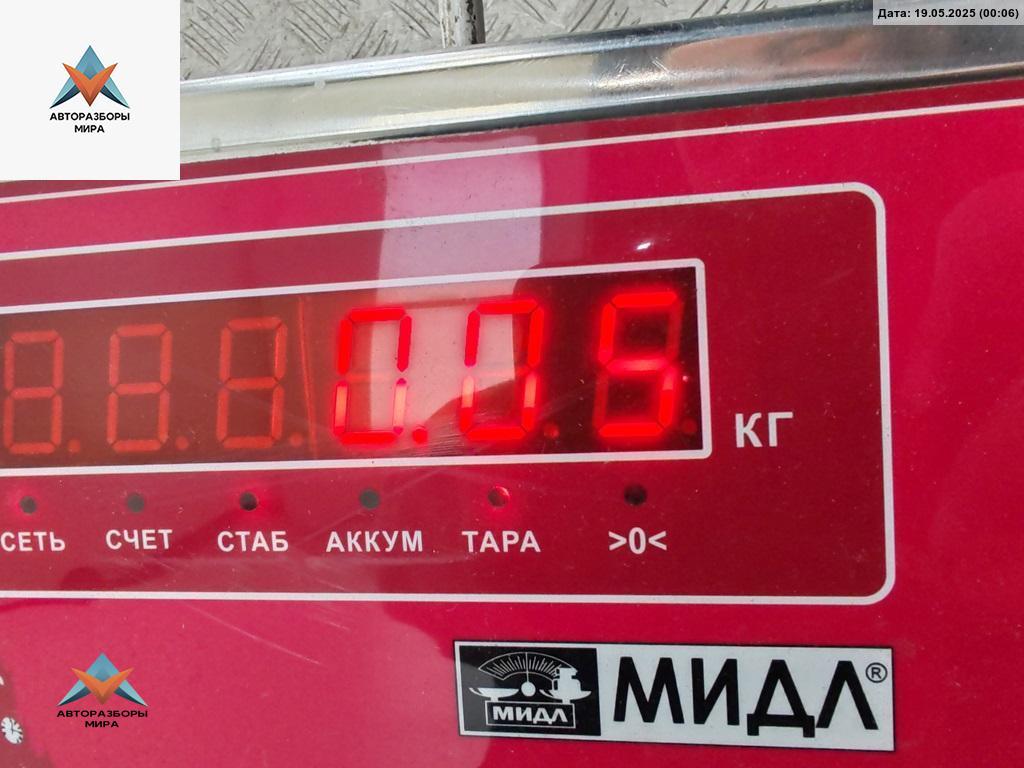 Дата: 19.05.2025 (00:06)
АВТОРАЗБОРЫ
МИРА
0.05
КГ
СЕТЬ СЧЕТ СТАБ АККУМ ТАРА >0<
МИДЛ МИДЛ®
АВТОРАЗБОРЫ
МИРА